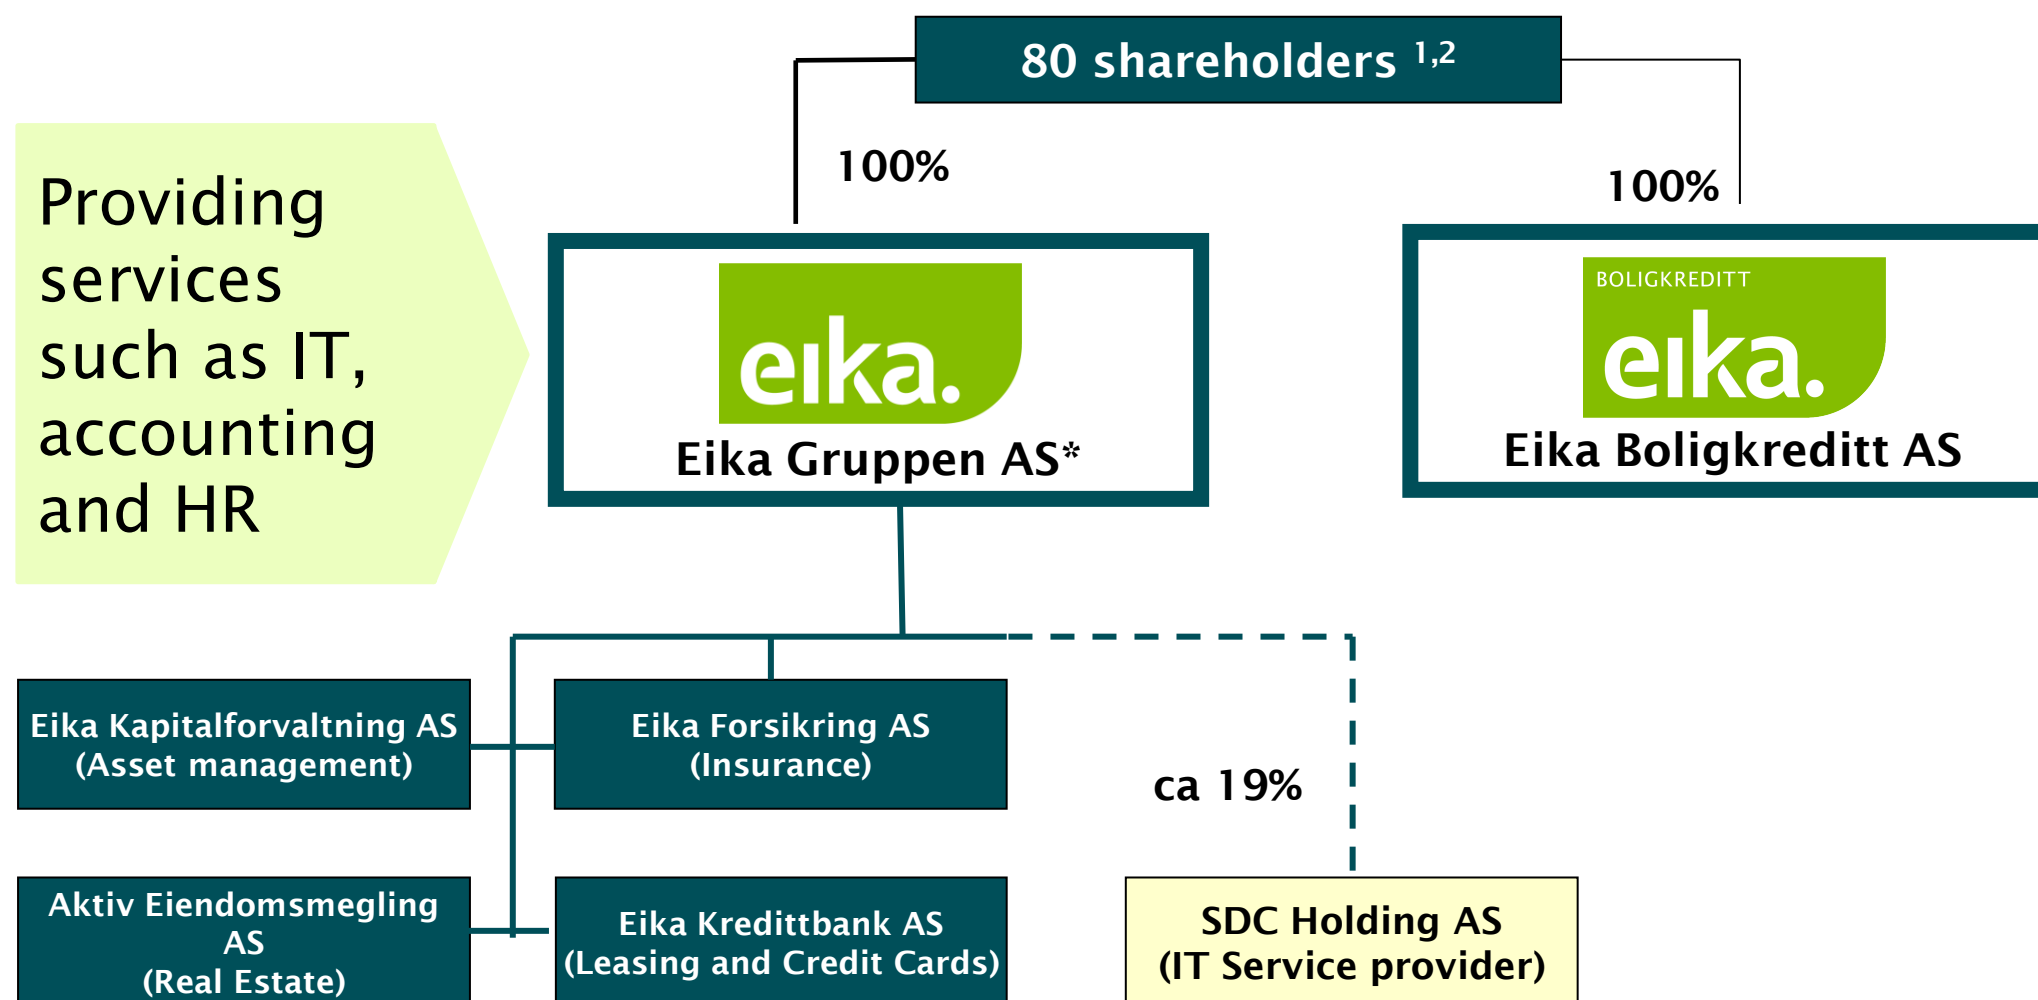 80 shareholders 1,2
100%
100%
Providing
services
such as IT,
accounting
and HR
eika.
Eika Gruppen AS*
BOLIGKREDITT
eika.
Eika Boligkreditt AS
Eika Kapitalforvaltning AS
(Asset management)
Eika Forsikring AS
(Insurance)
ca 19%
Aktiv Eiendomsmegling
AS
(Real Estate)
Eika Kredittbank AS
(Leasing and Credit Cards)
SDC Holding AS
(IT Service provider)